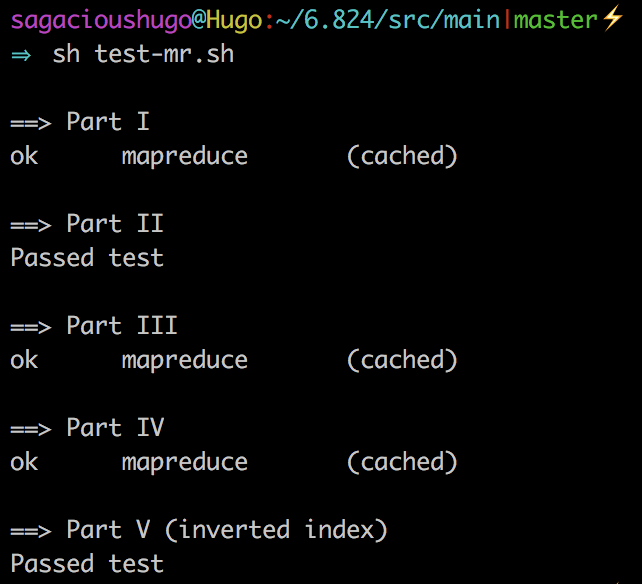 sagacioushugo@Hugo:~/6.824/src/main|master⚡
⇒ sh test-mr.sh
==> Part I
ok mapreduce (cached)
==> Part II
Passed test
==> Part III
ok mapreduce (cached)
==> Part IV
ok mapreduce (cached)
==> Part V (inverted index)
Passed test